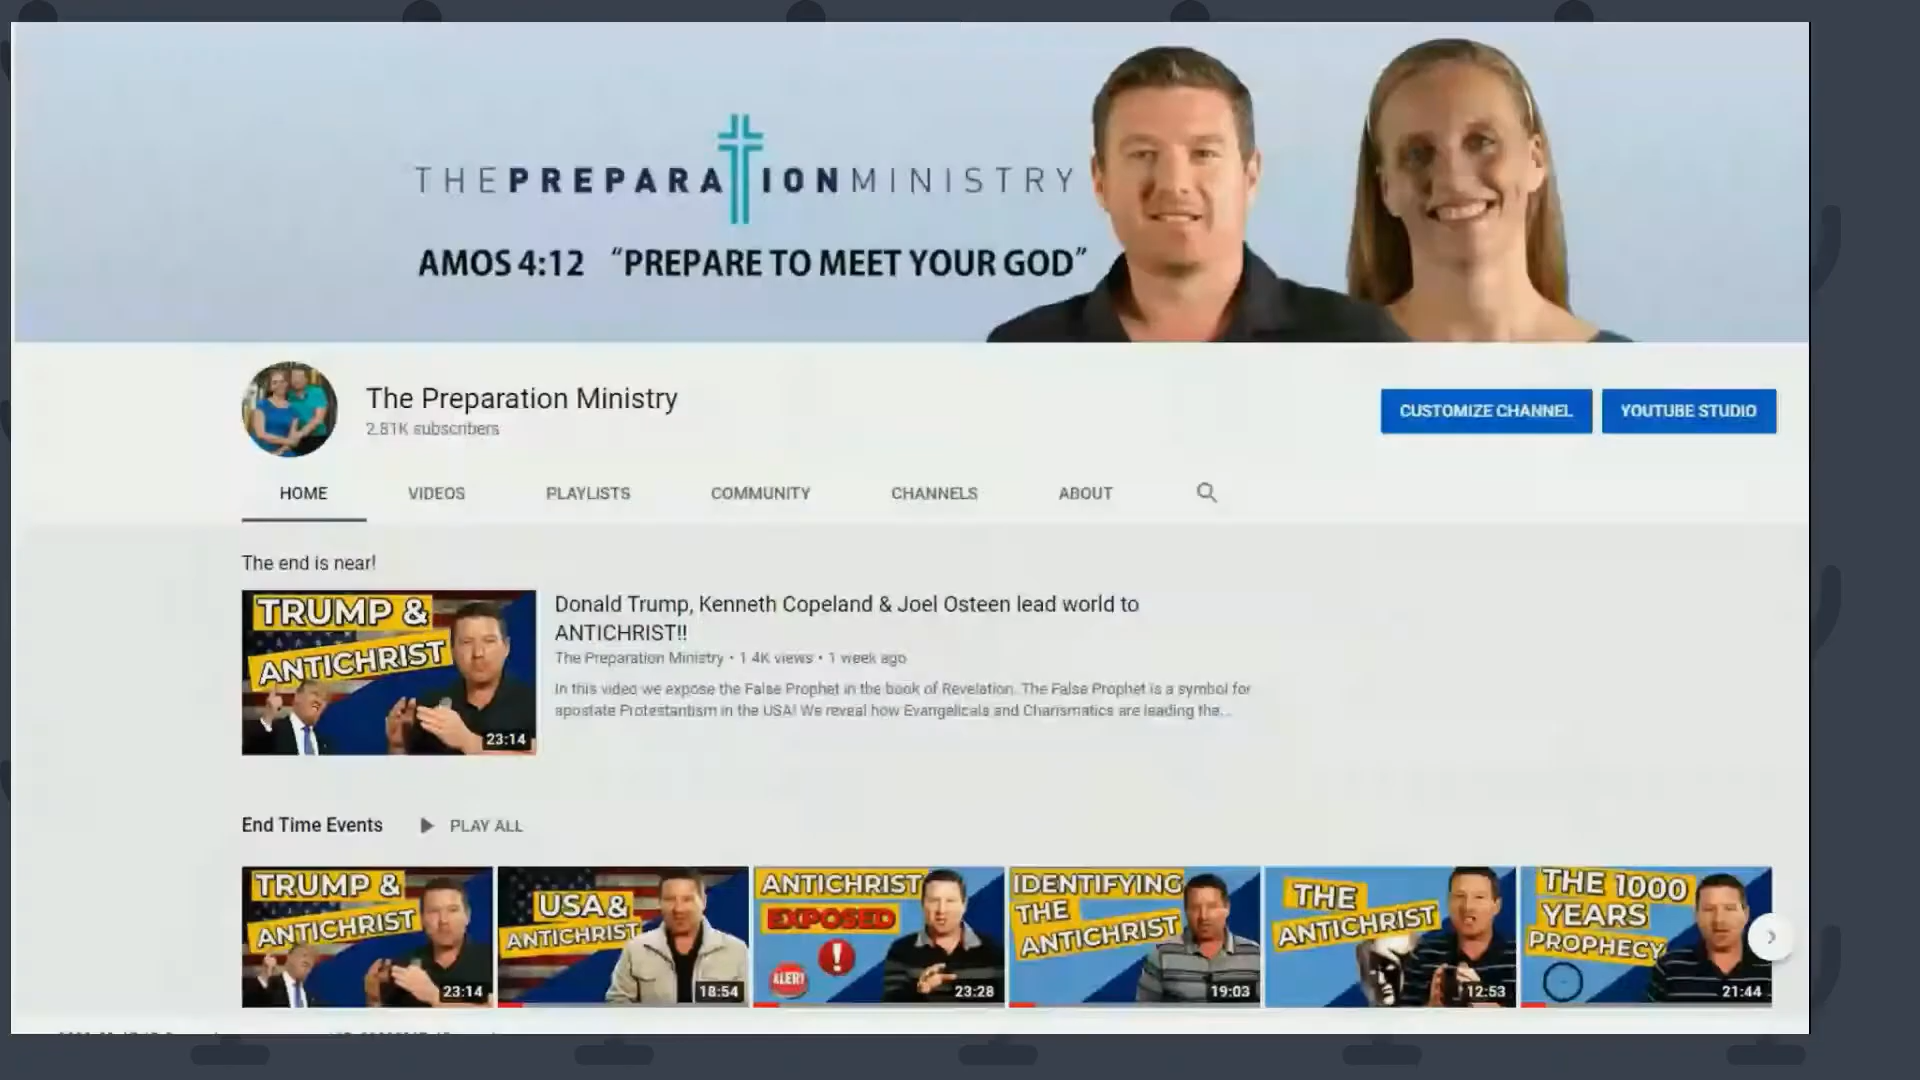 THEPREPARATIONMINISTRY
AMOS 4:12 “PREPARE TO MEET YOUR GOD”
The Preparation Ministry
2.81K subscribers
CUSTOMIZE CHANNEL
YOUTUBE STUDIO
HOME
VIDEOS
PLAYLISTS
COMMUNITY
CHANNELS
ABOUT
The end is near!
TRUMP &
ANTICHRIST
23:14
Donald Trump, Kenneth Copeland & Joel Osteen lead world to
ANTICHRIST!!
The Preparation Ministry • 1.4K views • 1 week ago
In this video we expose the False Prophet in the book of Revelation. The False Prophet is a symbol for
apostate Protestantism in the USA! We reveal how Evangelicals and Charismatics are leading the...
End Time Events
PLAY ALL
TRUMP &
ANTICHRIST
23:14
USA &
ANTICHRIST
18:54
ANTICHRIST
EXPOSED
!
ALERT
23:28
IDENTIFYING
THE
ANTICHRIST
19:03
THE
ANTICHRIST
12:53
THE 1000
YEARS
PROPHECY
21:44